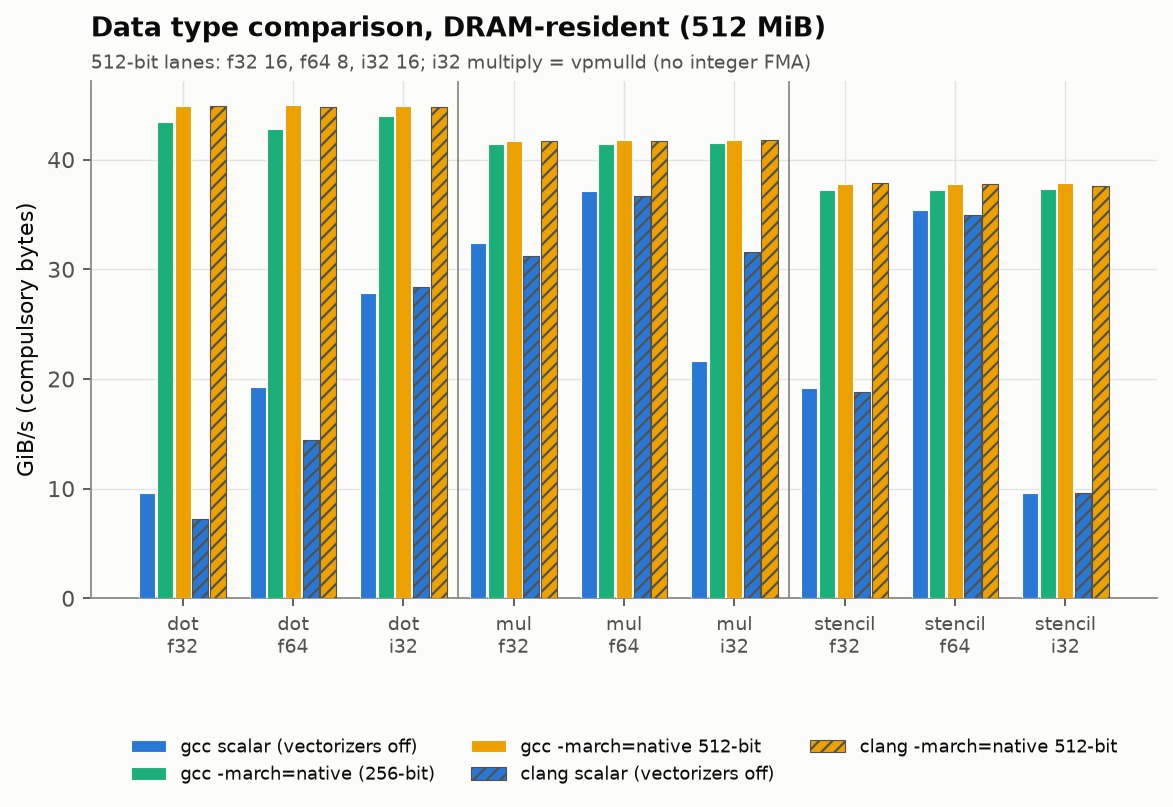 Data type comparison, DRAM-resident (512 MiB)
512-bit lanes: f32 16, f64 8, i32 16; i32 multiply = vpmulld (no integer FMA)
GiB/s (compulsory bytes)
40
30
20
10
0
dot f32
dot f64
dot i32
mul f32
mul f64
mul i32
stencil f32
stencil f64
stencil i32
gcc scalar (vectorizers off)
gcc -march=native (256-bit)
gcc -march=native 512-bit
clang scalar (vectorizers off)
clang -march=native 512-bit